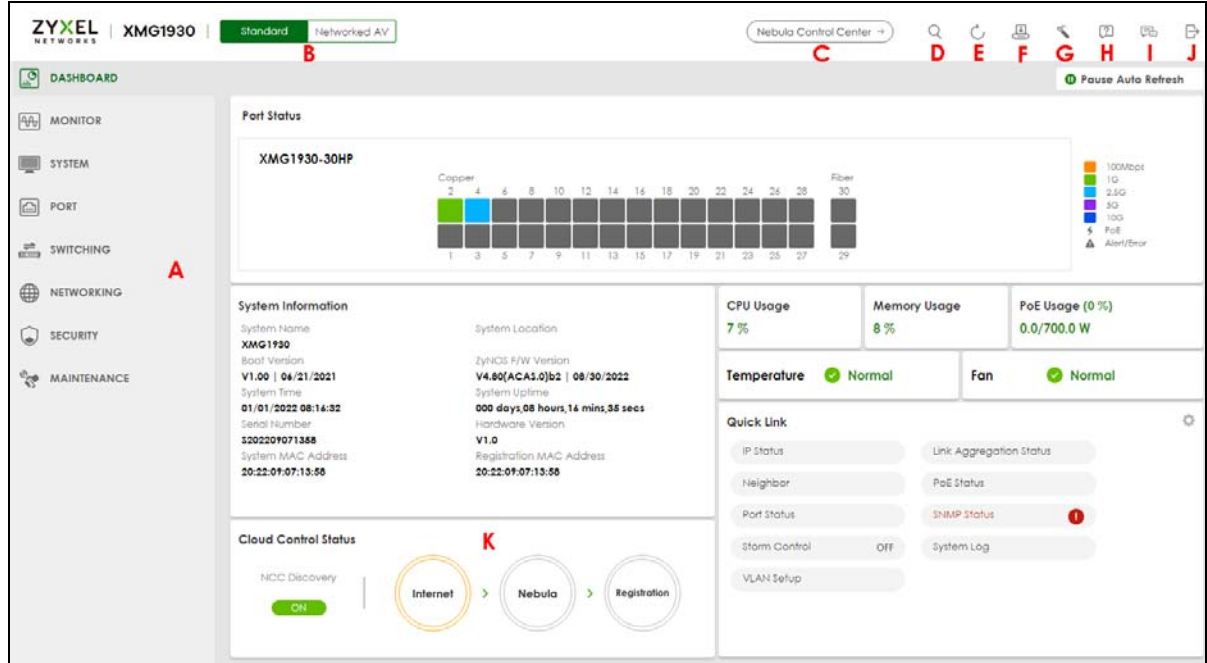 ZYXEL NETWORKS | XMG1930 | Standard Networked AV Nebula Control Center →
B C D E F G H I J
DASHBOARD Pause Auto Refresh
MONITOR
SYSTEM
PORT
SWITCHING
A
NETWORKING
SECURITY
MAINTENANCE
Port Status
XMG1930-30HP
Copper Fiber
2 4 6 8 10 12 14 16 18 20 22 24 26 28 30
1 3 5 7 9 11 13 15 17 19 21 23 25 27 29
100Mbps
1G
2.5G
5G
10G
PoE
Alert/Error
System Information
System Name System Location
XMG1930
Boot Version ZyNOS F/W Version
V1.00 | 06/21/2021 V4.80(ACAS.0)b2 | 08/30/2022
System Time System Uptime
01/01/2022 08:16:32 000 days,08 hours,16 mins,35 secs
Serial Number Hardware Version
S202209071358 V1.0
System MAC Address Registration MAC Address
20:22:09:07:13:58 20:22:09:07:13:58
CPU Usage Memory Usage PoE Usage (0 %)
7 % 8 % 0.0/700.0 W
Temperature Normal Fan Normal
Quick Link
IP Status Link Aggregation Status
Neighbor PoE Status
Port Status SNMP Status
Storm Control OFF System Log
VLAN Setup
Cloud Control Status K
NCC Discovery
ON
Internet > Nebula > Registration